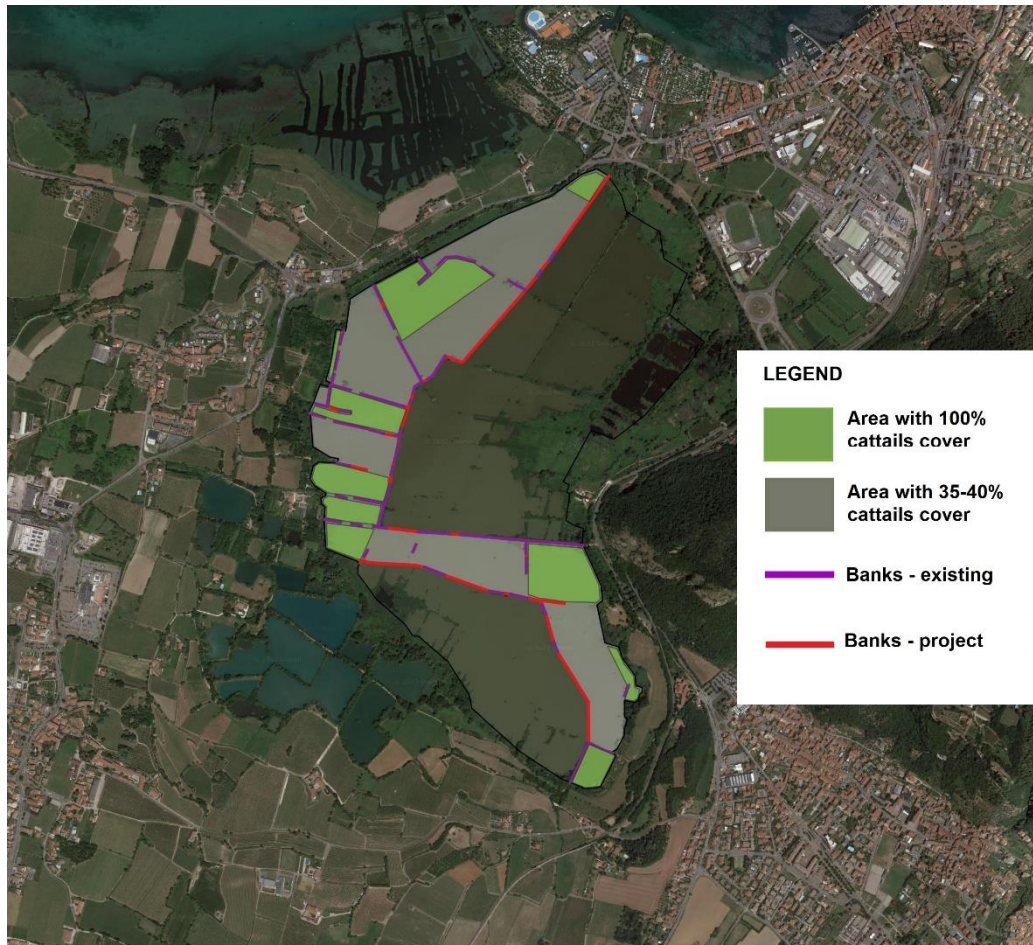 LEGEND
Area with 100%
cattails cover
Area with 35-40%
cattails cover
Banks - existing
Banks - project